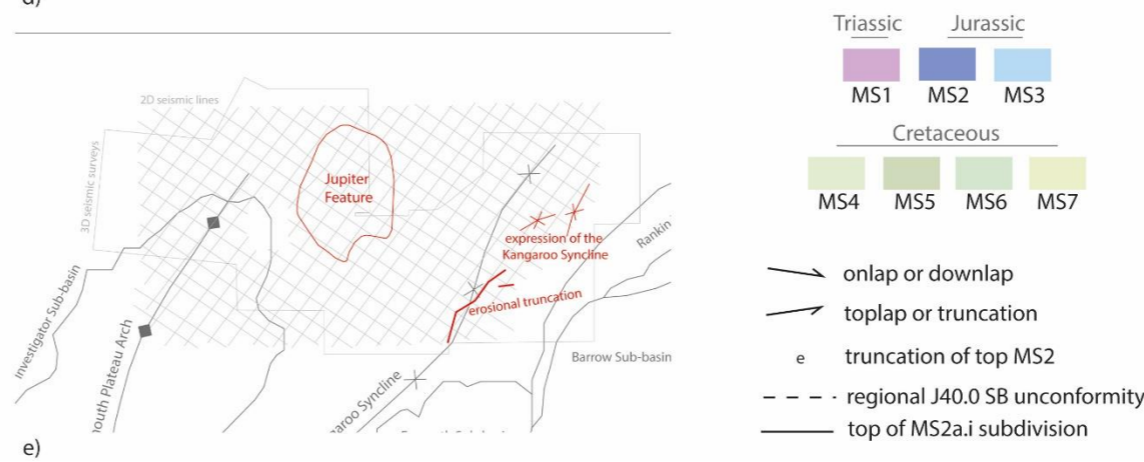 d)
2D seismic lines
3D seismic surveys
Jupiter
Feature
expression of the
Kangaroo Syncline
erosional truncation
Rankin
Investigator Sub-basin
mouth Plateau Arch
Barrow Sub-basin
aroo Syncline
e)
Triassic Jurassic
MS1 MS2 MS3
Cretaceous
MS4 MS5 MS6 MS7
onlap or downlap
toplap or truncation
e truncation of top MS2
regional J40.0 SB unconformity
top of MS2a.i subdivision